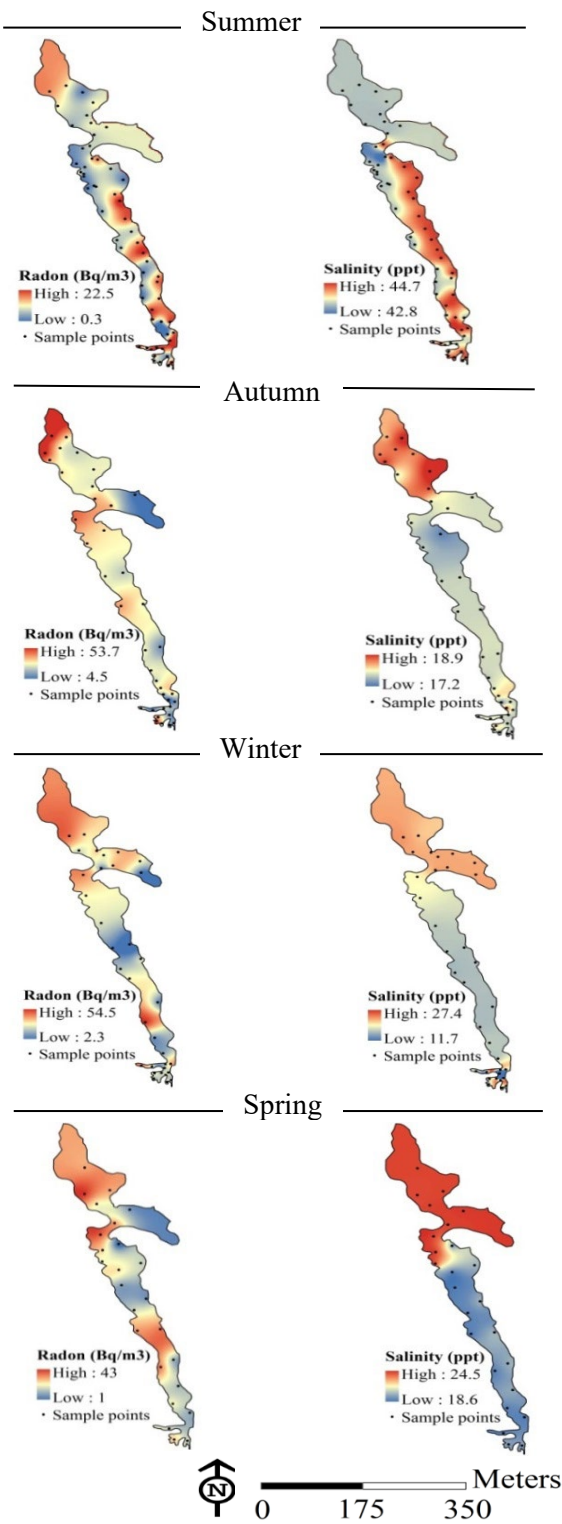 Summer
Radon (Bq/m3)
High : 22.5
Low : 0.3
· Sample points
Salinity (ppt)
High : 44.7
Low : 42.8
· Sample points
Autumn
Radon (Bq/m3)
High : 53.7
Low : 4.5
· Sample points
Salinity (ppt)
High : 18.9
Low : 17.2
· Sample points
Winter
Radon (Bq/m3)
High : 54.5
Low : 2.3
· Sample points
Salinity (ppt)
High : 27.4
Low : 11.7
· Sample points
Spring
Radon (Bq/m3)
High : 43
Low : 1
· Sample points
Salinity (ppt)
High : 24.5
Low : 18.6
· Sample points
N
Meters
0 175 350